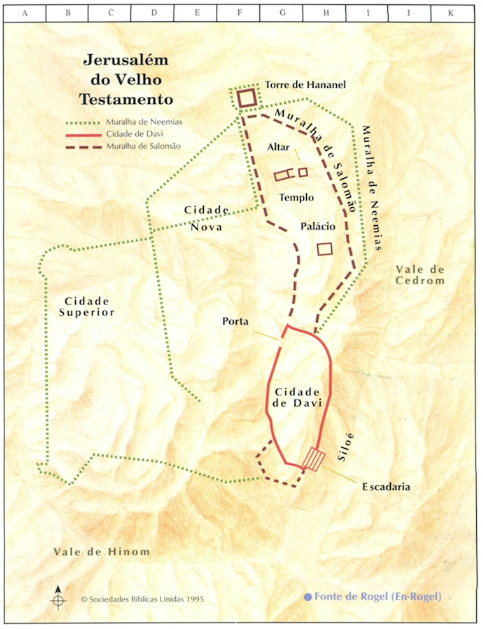 A B C D E F G H I J K
Jerusalém
do Velho
Testamento
Muralha de Neemias
Cidade de Davi
Muralha de Salomão
Torre de Hananel
Muralha de Salomão
Muralha de Neemias
Altar
Templo
Cidade
Nova
Palácio
Vale de
Cedrom
Cidade
Superior
Porta
Cidade
de Davi
Siloé
Escadaria
Vale de Hinom
© Sociedades Bíblicas Unidas 1995
Fonte de Rogel (En-Rogel)